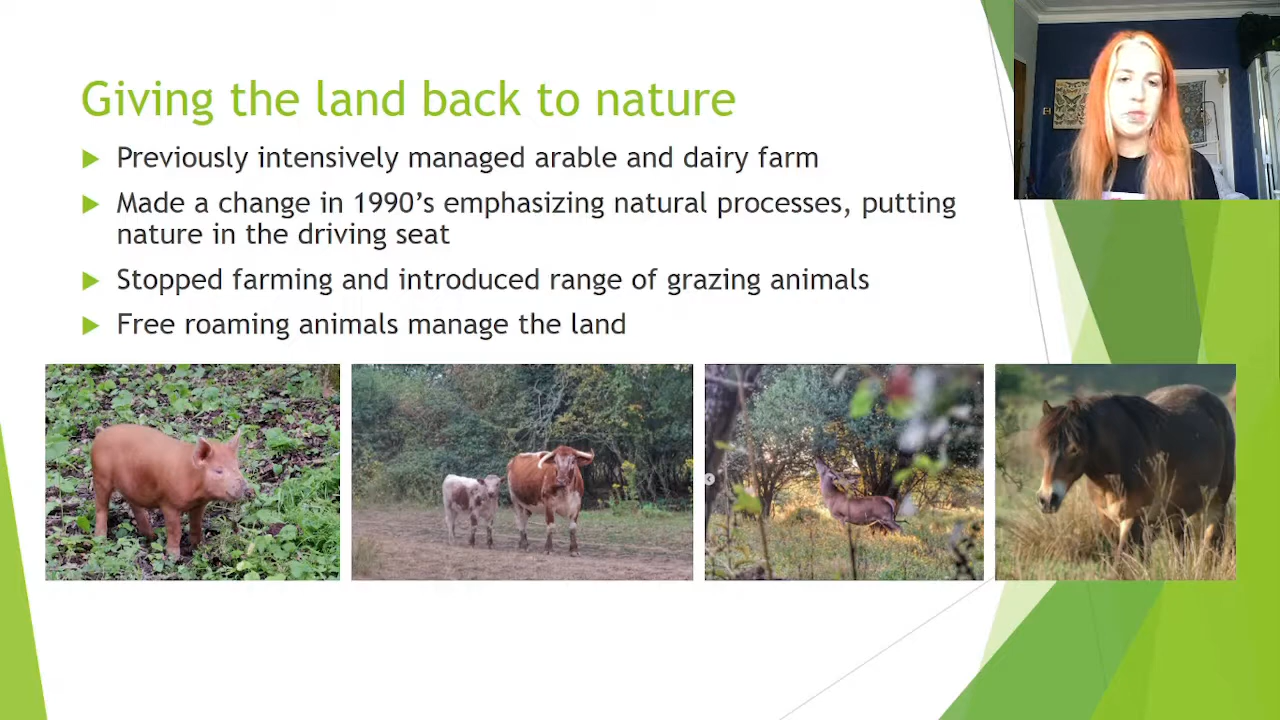 Giving the land back to nature
Previously intensively managed arable and dairy farm
Made a change in 1990’s emphasizing natural processes, putting
nature in the driving seat
Stopped farming and introduced range of grazing animals
Free roaming animals manage the land